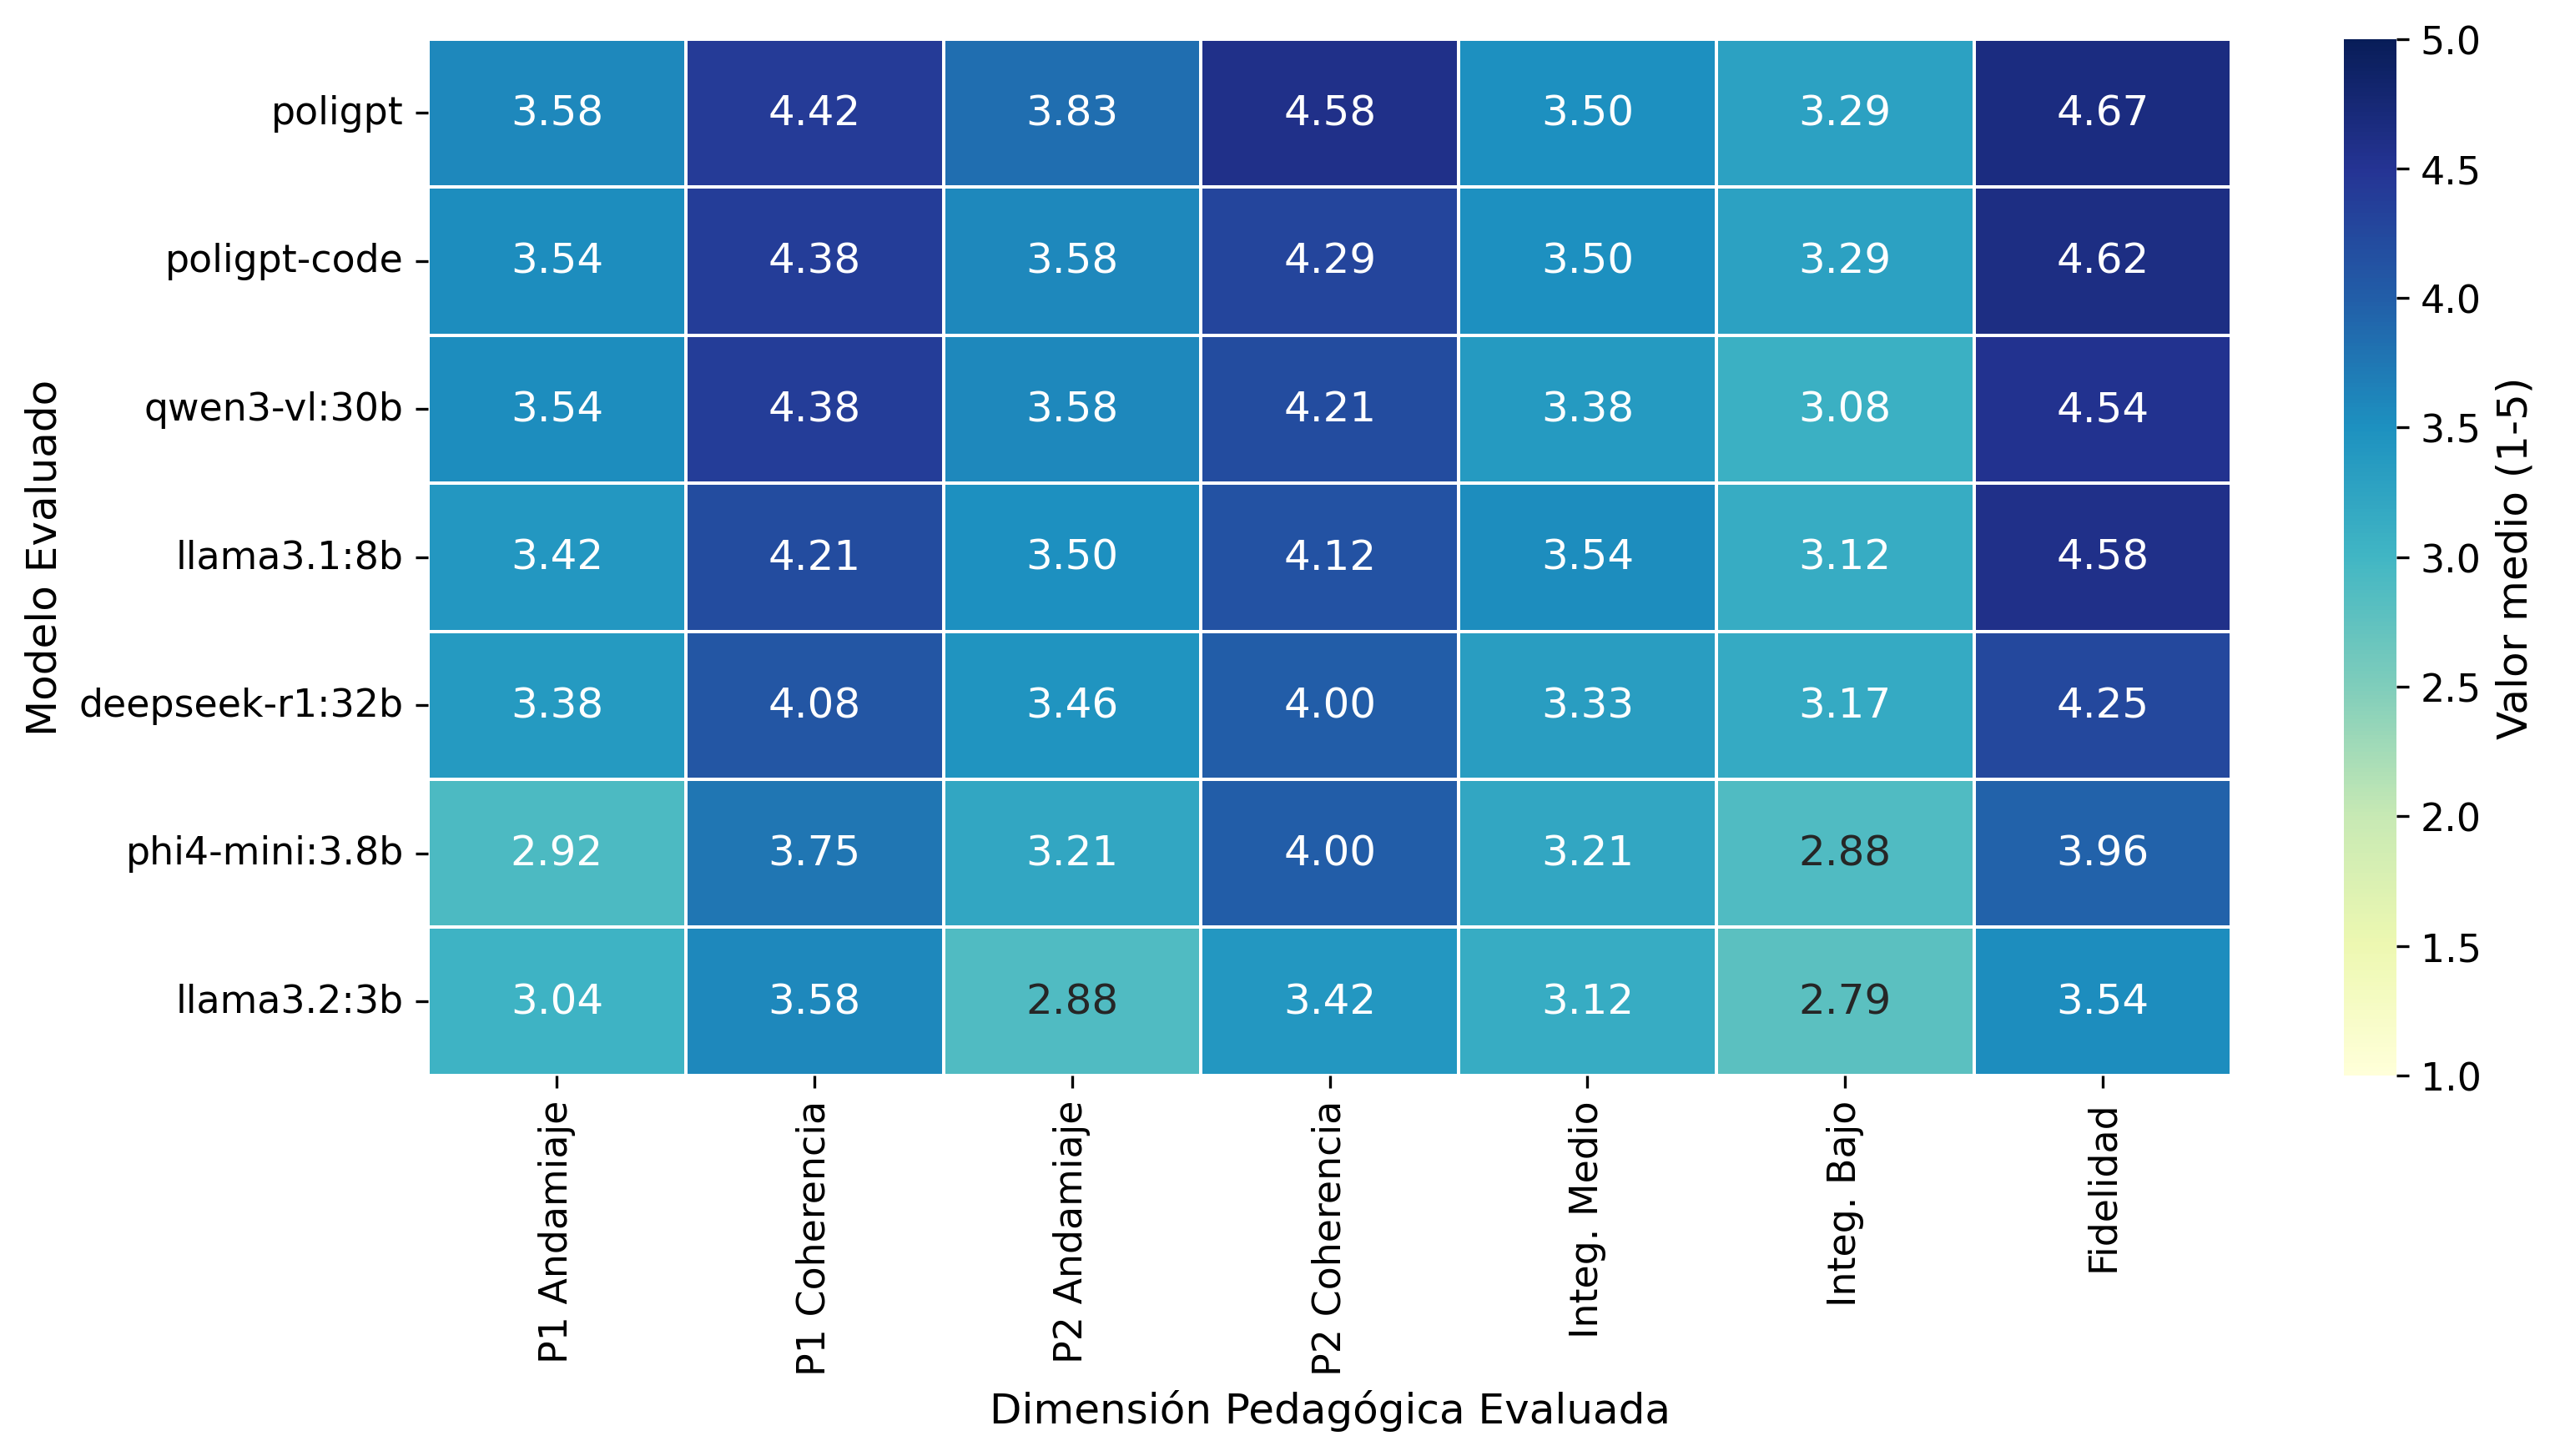 Modelo Evaluado
poligpt 3.58 4.42 3.83 4.58 3.50 3.29 4.67
poligpt-code 3.54 4.38 3.58 4.29 3.50 3.29 4.62
qwen3-vl:30b 3.54 4.38 3.58 4.21 3.38 3.08 4.54
llama3.1:8b 3.42 4.21 3.50 4.12 3.54 3.12 4.58
deepseek-r1:32b 3.38 4.08 3.46 4.00 3.33 3.17 4.25
phi4-mini:3.8b 2.92 3.75 3.21 4.00 3.21 2.88 3.96
llama3.2:3b 3.04 3.58 2.88 3.42 3.12 2.79 3.54
P1 Andamiaje
P1 Coherencia
P2 Andamiaje
P2 Coherencia
Integ. Medio
Integ. Bajo
Fidelidad
Dimensión Pedagógica Evaluada
5.0
4.5
4.0
3.5
3.0
2.5
2.0
1.5
1.0
Valor medio (1-5)